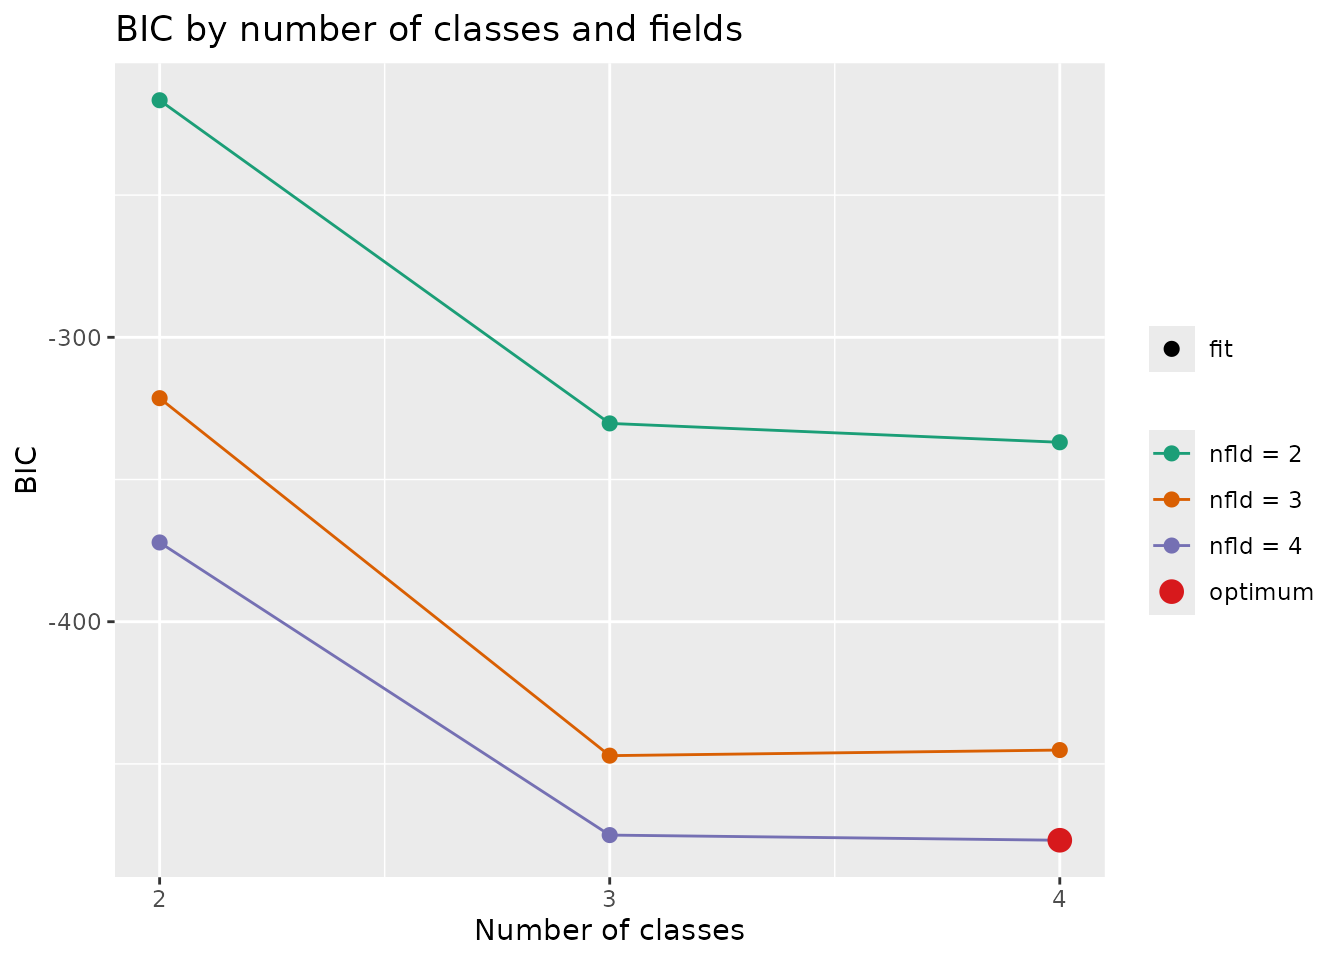 BIC by number of classes and fields
BIC
-300
-400
2
3
4
Number of classes
fit
nfld = 2
nfld = 3
nfld = 4
optimum